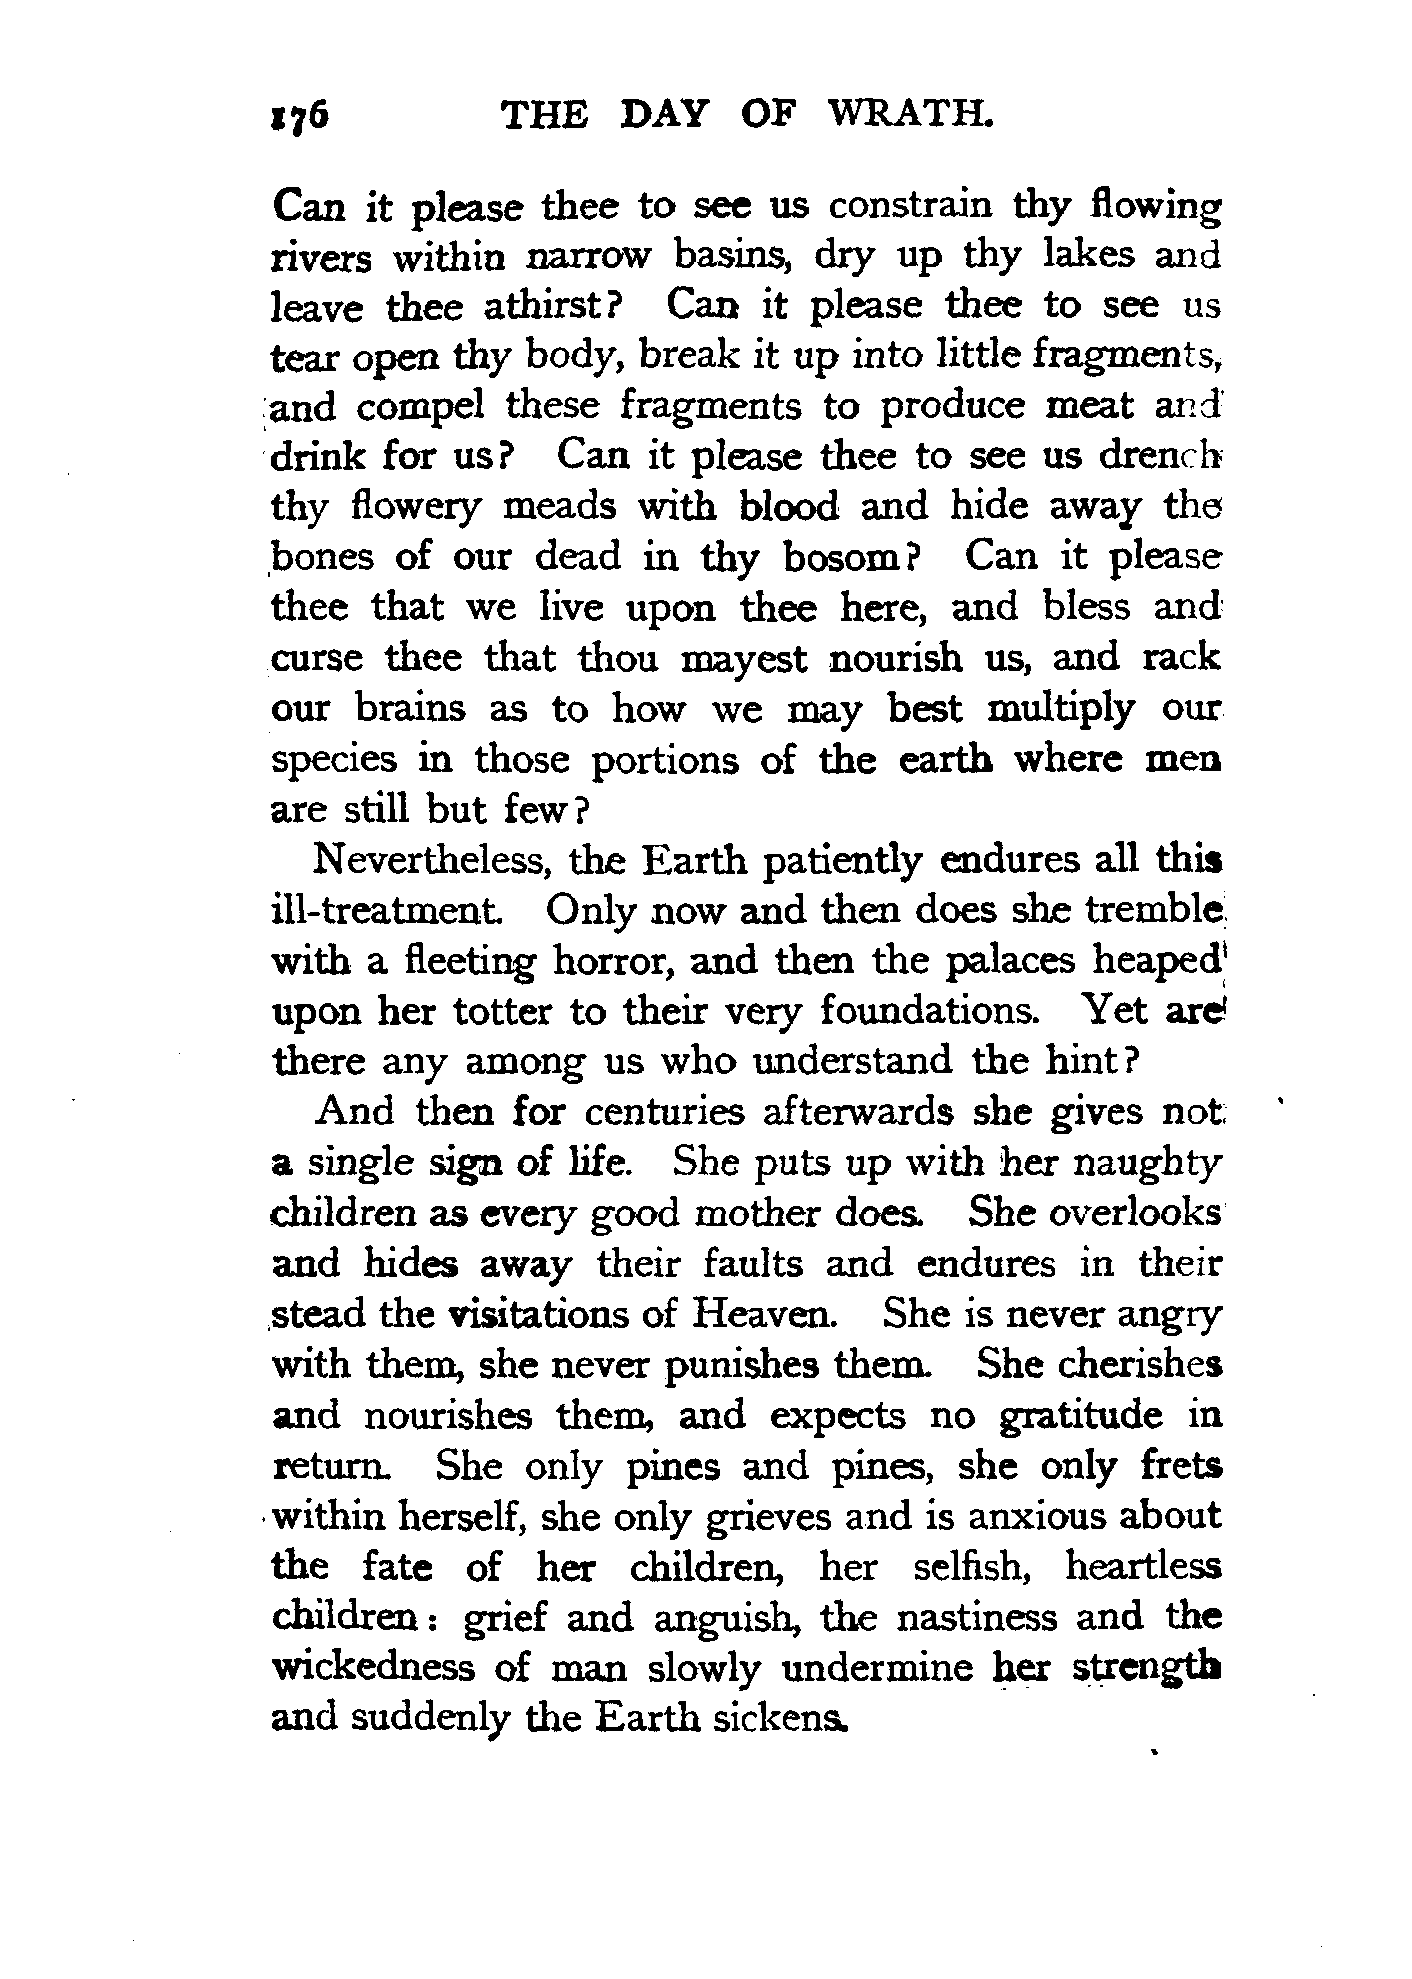 176 THE DAY OF WRATH.
Can it please thee to see us constrain thy flowing
rivers within narrow basins, dry up thy lakes and
leave thee athirst? Can it please thee to see us
tear open thy body, break it up into little fragments,
and compel these fragments to produce meat and
drink for us? Can it please thee to see us drench
thy flowery meads with blood and hide away the
bones of our dead in thy bosom? Can it please
thee that we live upon thee here, and bless and
curse thee that thou mayest nourish us, and rack
our brains as to how we may best multiply our
species in those portions of the earth where men
are still but few?
Nevertheless, the Earth patiently endures all this
ill-treatment. Only now and then does she tremble
with a fleeting horror, and then the palaces heaped
upon her totter to their very foundations. Yet are
there any among us who understand the hint?
And then for centuries afterwards she gives not
a single sign of life. She puts up with her naughty
children as every good mother does. She overlooks
and hides away their faults and endures in their
stead the visitations of Heaven. She is never angry
with them, she never punishes them. She cherishes
and nourishes them, and expects no gratitude in
return. She only pines and pines, she only frets
within herself, she only grieves and is anxious about
the fate of her children, her selfish, heartless
children: grief and anguish, the nastiness and the
wickedness of man slowly undermine her strength
and suddenly the Earth sickens.